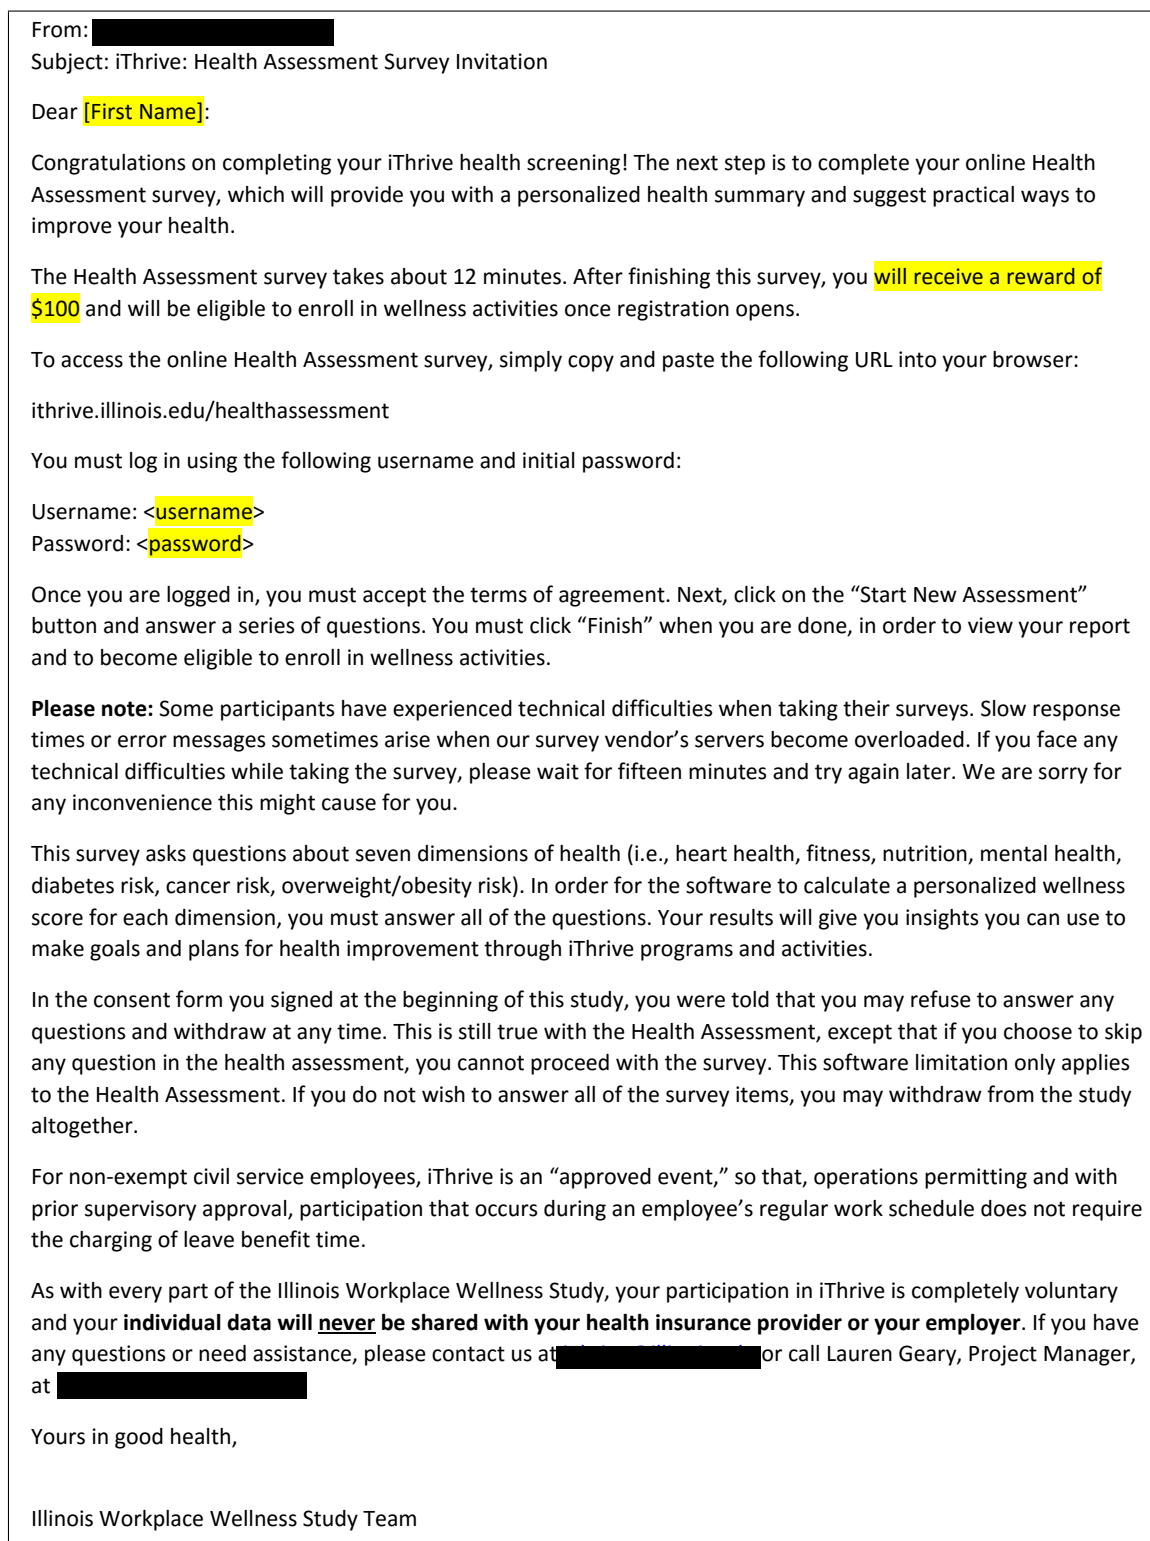 From:
Subject: iThrive: Health Assessment Survey Invitation
Dear [First Name]:
Congratulations on completing your iThrive health screening! The next step is to complete your online Health
Assessment survey, which will provide you with a personalized health summary and suggest practical ways to
improve your health.
The Health Assessment survey takes about 12 minutes. After finishing this survey, you will receive a reward of
$100 and will be eligible to enroll in wellness activities once registration opens.
To access the online Health Assessment survey, simply copy and paste the following URL into your browser:
ithrive.illinois.edu/healthassessment
You must log in using the following username and initial password:
Username: <username>
Password: <password>
Once you are logged in, you must accept the terms of agreement. Next, click on the “Start New Assessment”
button and answer a series of questions. You must click “Finish” when you are done, in order to view your report
and to become eligible to enroll in wellness activities.
Please note: Some participants have experienced technical difficulties when taking their surveys. Slow response
times or error messages sometimes arise when our survey vendor’s servers become overloaded. If you face any
technical difficulties while taking the survey, please wait for fifteen minutes and try again later. We are sorry for
any inconvenience this might cause for you.
This survey asks questions about seven dimensions of health (i.e., heart health, fitness, nutrition, mental health,
diabetes risk, cancer risk, overweight/obesity risk). In order for the software to calculate a personalized wellness
score for each dimension, you must answer all of the questions. Your results will give you insights you can use to
make goals and plans for health improvement through iThrive programs and activities.
In the consent form you signed at the beginning of this study, you were told that you may refuse to answer any
questions and withdraw at any time. This is still true with the Health Assessment, except that if you choose to skip
any question in the health assessment, you cannot proceed with the survey. This software limitation only applies
to the Health Assessment. If you do not wish to answer all of the survey items, you may withdraw from the study
altogether.
For non-exempt civil service employees, iThrive is an “approved event,” so that, operations permitting and with
prior supervisory approval, participation that occurs during an employee’s regular work schedule does not require
the charging of leave benefit time.
As with every part of the Illinois Workplace Wellness Study, your participation in iThrive is completely voluntary
and your individual data will never be shared with your health insurance provider or your employer. If you have
any questions or need assistance, please contact us at or call Lauren Geary, Project Manager,
at
Yours in good health,
Illinois Workplace Wellness Study Team